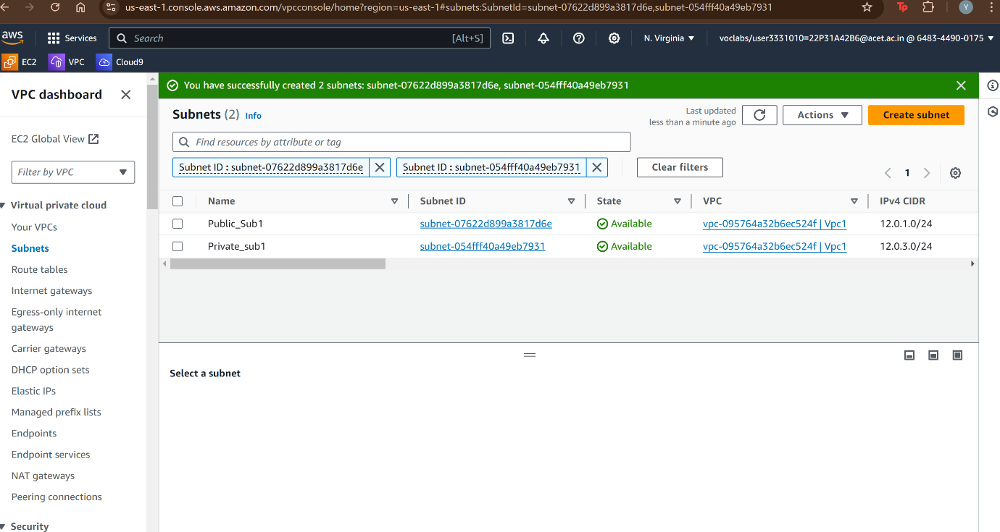 us-east-1.console.aws.amazon.com/vpcconsole/home?region=us-east-1#subnets:SubnetId=subnet-07622d899a3817d6e,subnet-054fff40a49eb7931
Tp
Y
aws
Services
Search
[Alt+S]
N. Virginia
voclabs/user3331010=22P31A42B6@acet.ac.in @ 6483-4490-0175
EC2
VPC
Cloud9
VPC dashboard
EC2 Global View
Filter by VPC
Virtual private cloud
Your VPCs
Subnets
Route tables
Internet gateways
Egress-only internet
gateways
Carrier gateways
DHCP option sets
Elastic IPs
Managed prefix lists
Endpoints
Endpoint services
NAT gateways
Peering connections
Security
You have successfully created 2 subnets: subnet-07622d899a3817d6e, subnet-054fff40a49eb7931
Subnets (2) Info
Last updated
less than a minute ago
Actions
Create subnet
Find resources by attribute or tag
Subnet ID : subnet-07622d899a3817d6e
Subnet ID : subnet-054fff40a49eb7931
Clear filters
1
Name Subnet ID State VPC IPv4 CIDR
Public_Sub1 subnet-07622d899a3817d6e Available vpc-095764a32b6ec524f | Vpc1 12.0.1.0/24
Private_sub1 subnet-054fff40a49eb7931 Available vpc-095764a32b6ec524f | Vpc1 12.0.3.0/24
Select a subnet